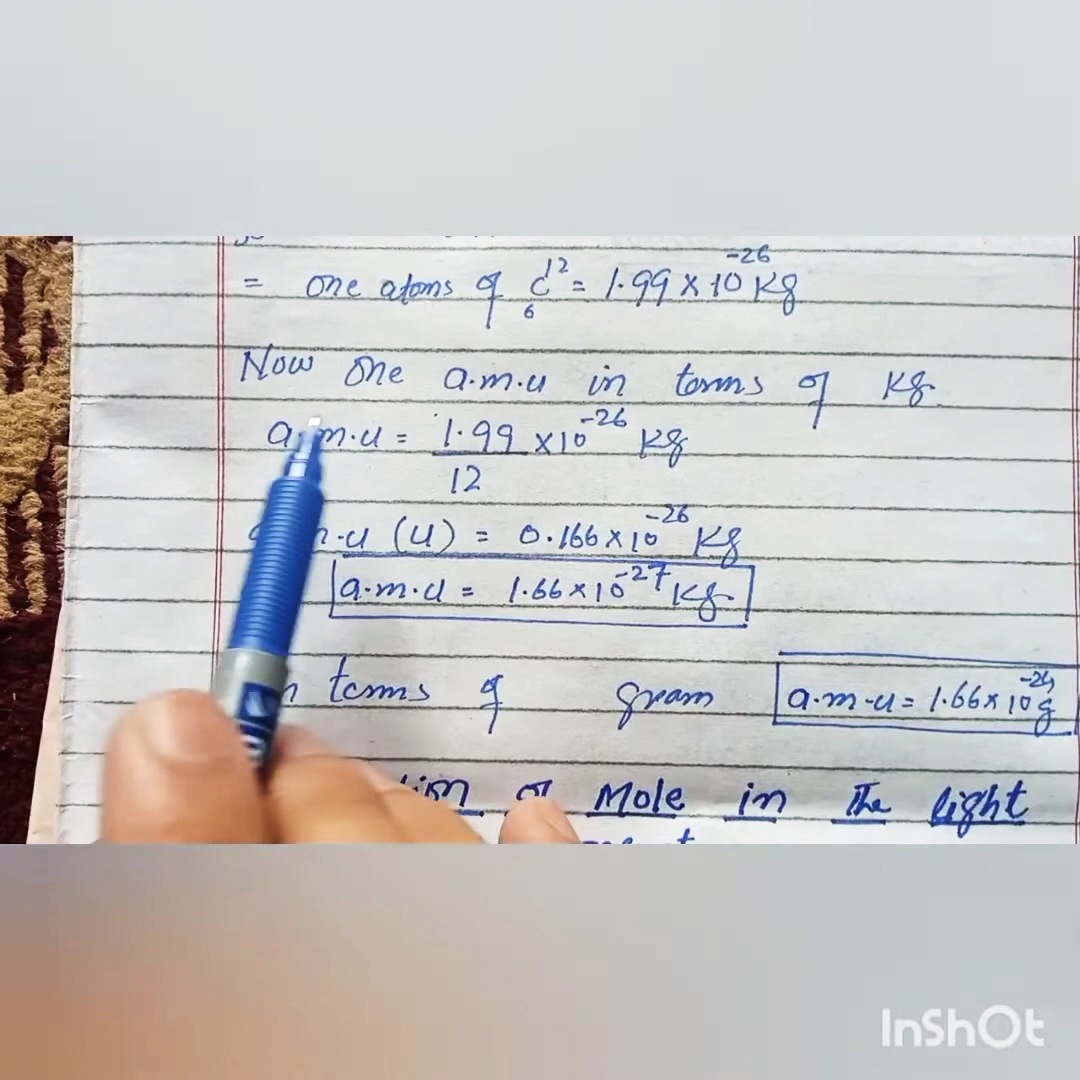 = one atoms of ₆C¹² = 1.99 × 10⁻²⁶ Kg
Now one a.m.u in terms of Kg.
a.m.u = 1.99/12 × 10⁻²⁶ Kg
.u (u) = 0.166 × 10⁻²⁶ Kg
a.m.u = 1.66 × 10⁻²⁷ Kg.
terms of gram a.m.u = 1.66 × 10⁻²⁴ g
of Mole in the light
InShOt